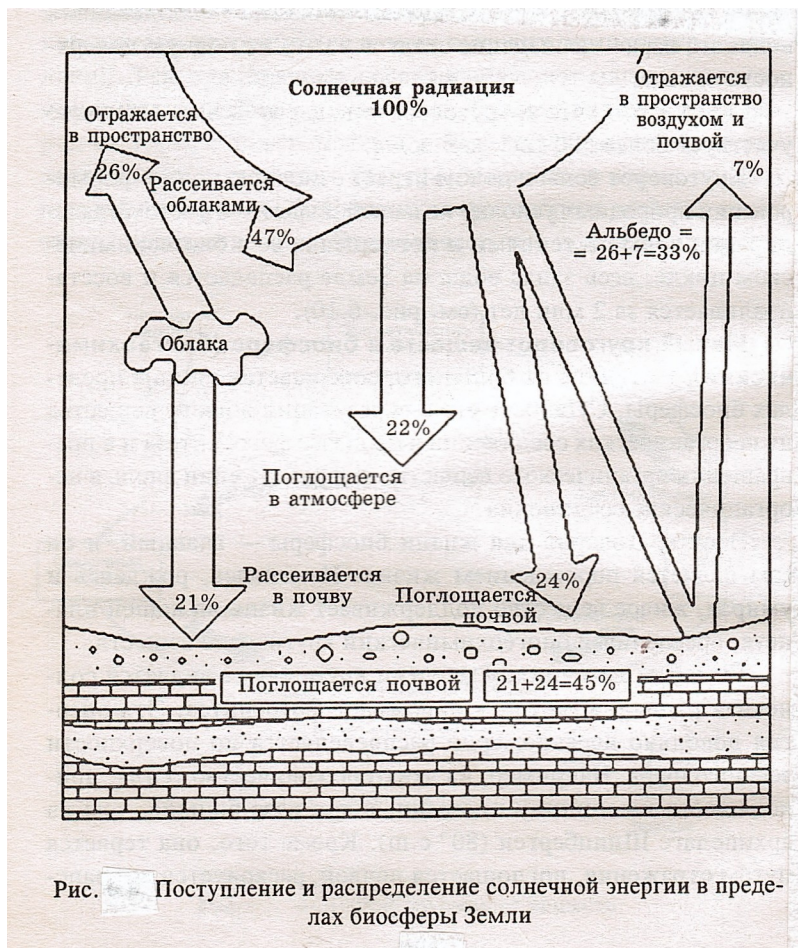 Солнечная радиация
100%
Отражается
в пространство
26%
Рассеивается
облаками
47%
Отражается
в пространство
воздухом и
почвой
7%
Альбедо =
= 26+7=33%
Облака
22%
Поглощается
в атмосфере
21%
Рассеивается
в почву
Поглощается
почвой
24%
Поглощается почвой
21+24=45%
Рис. Поступление и распределение солнечной энергии в преде-
лах биосферы Земли